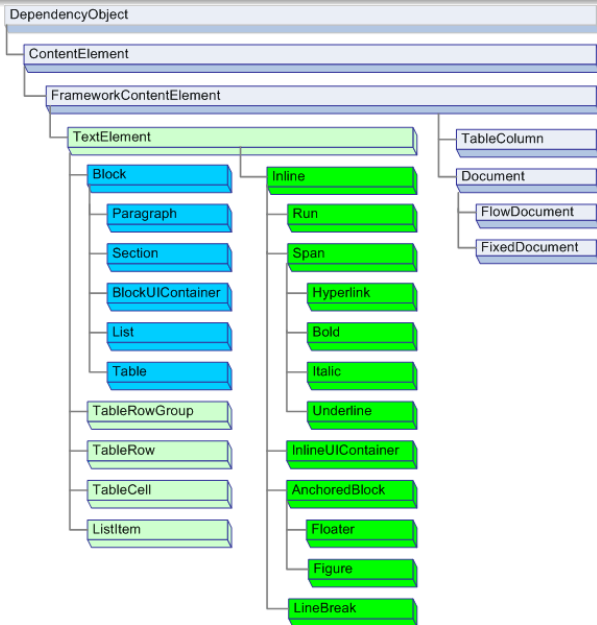 DependencyObject
ContentElement
FrameworkContentElement
TextElement
Block
Paragraph
Section
BlockUIContainer
List
Table
TableRowGroup
TableRow
TableCell
ListItem
Inline
Run
Span
Hyperlink
Bold
Italic
Underline
InlineUIContainer
AnchoredBlock
Floater
Figure
LineBreak
TableColumn
Document
FlowDocument
FixedDocument